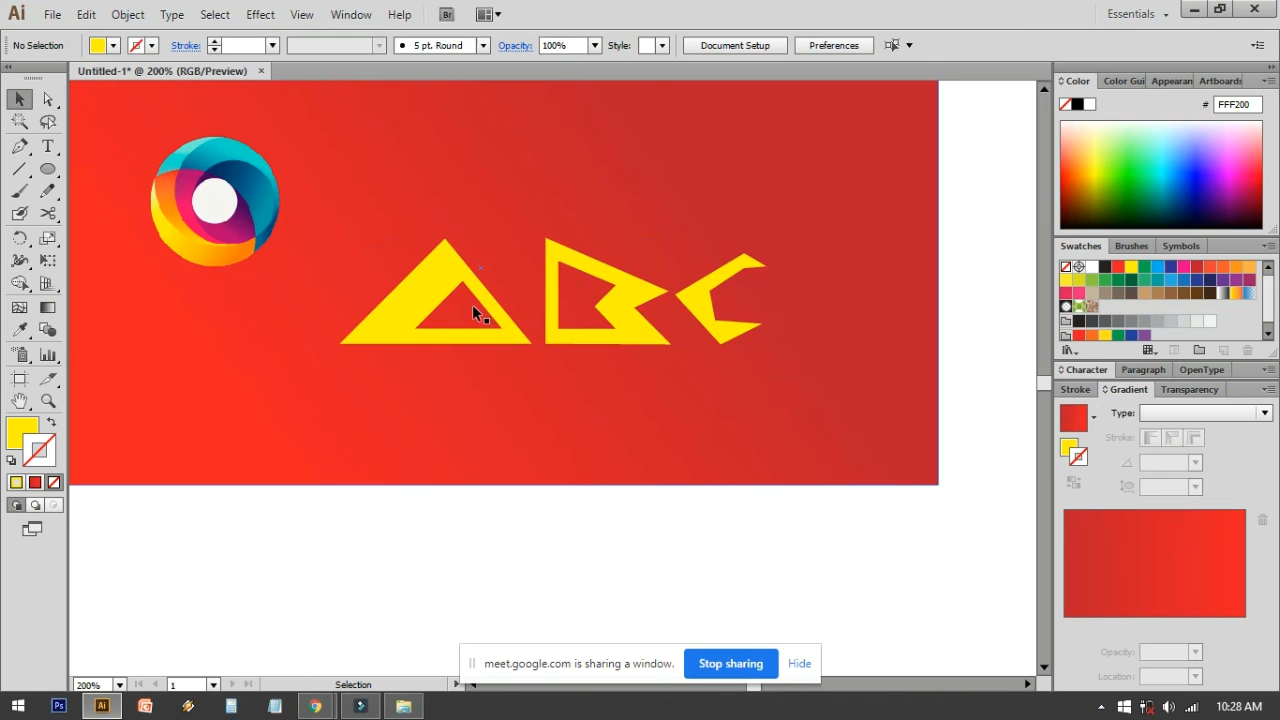 Ai File Edit Object Type Select Effect View Window Help Br Essentials
No Selection Stroke: 5 pt. Round Opacity: 100% Style: Document Setup Preferences
Untitled-1* @ 200% (RGB/Preview) ×
Color Color Gui Appearan Artboards
# FFF200
ABC
Swatches Brushes Symbols
Character Paragraph OpenType
Stroke Gradient Transparency
Type:
Stroke:
Opacity:
Location:
meet.google.com is sharing a window. Stop sharing Hide
200% 1 Selection
Ps Ai 10:28 AM